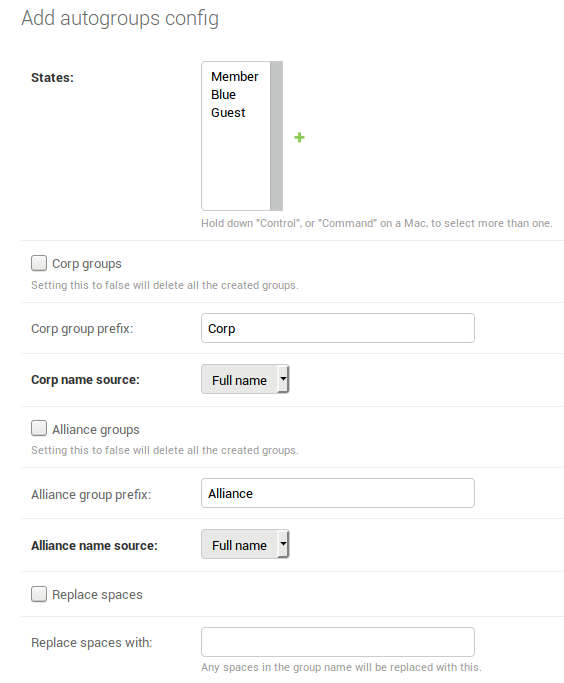 Add autogroups config
States:
Member
Blue
Guest
Hold down "Control", or "Command" on a Mac, to select more than one.
Corp groups
Setting this to false will delete all the created groups.
Corp group prefix:
Corp
Corp name source:
Full name
Alliance groups
Setting this to false will delete all the created groups.
Alliance group prefix:
Alliance
Alliance name source:
Full name
Replace spaces
Replace spaces with:
Any spaces in the group name will be replaced with this.